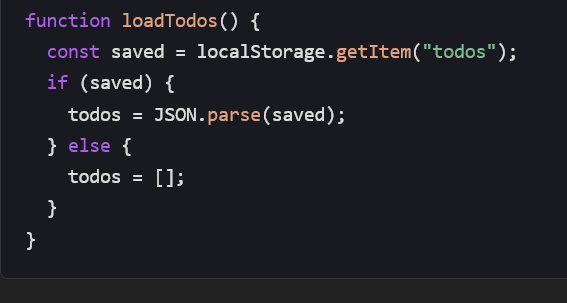 function loadTodos() {
  const saved = localStorage.getItem("todos");
  if (saved) {
    todos = JSON.parse(saved);
  } else {
    todos = [];
  }
}